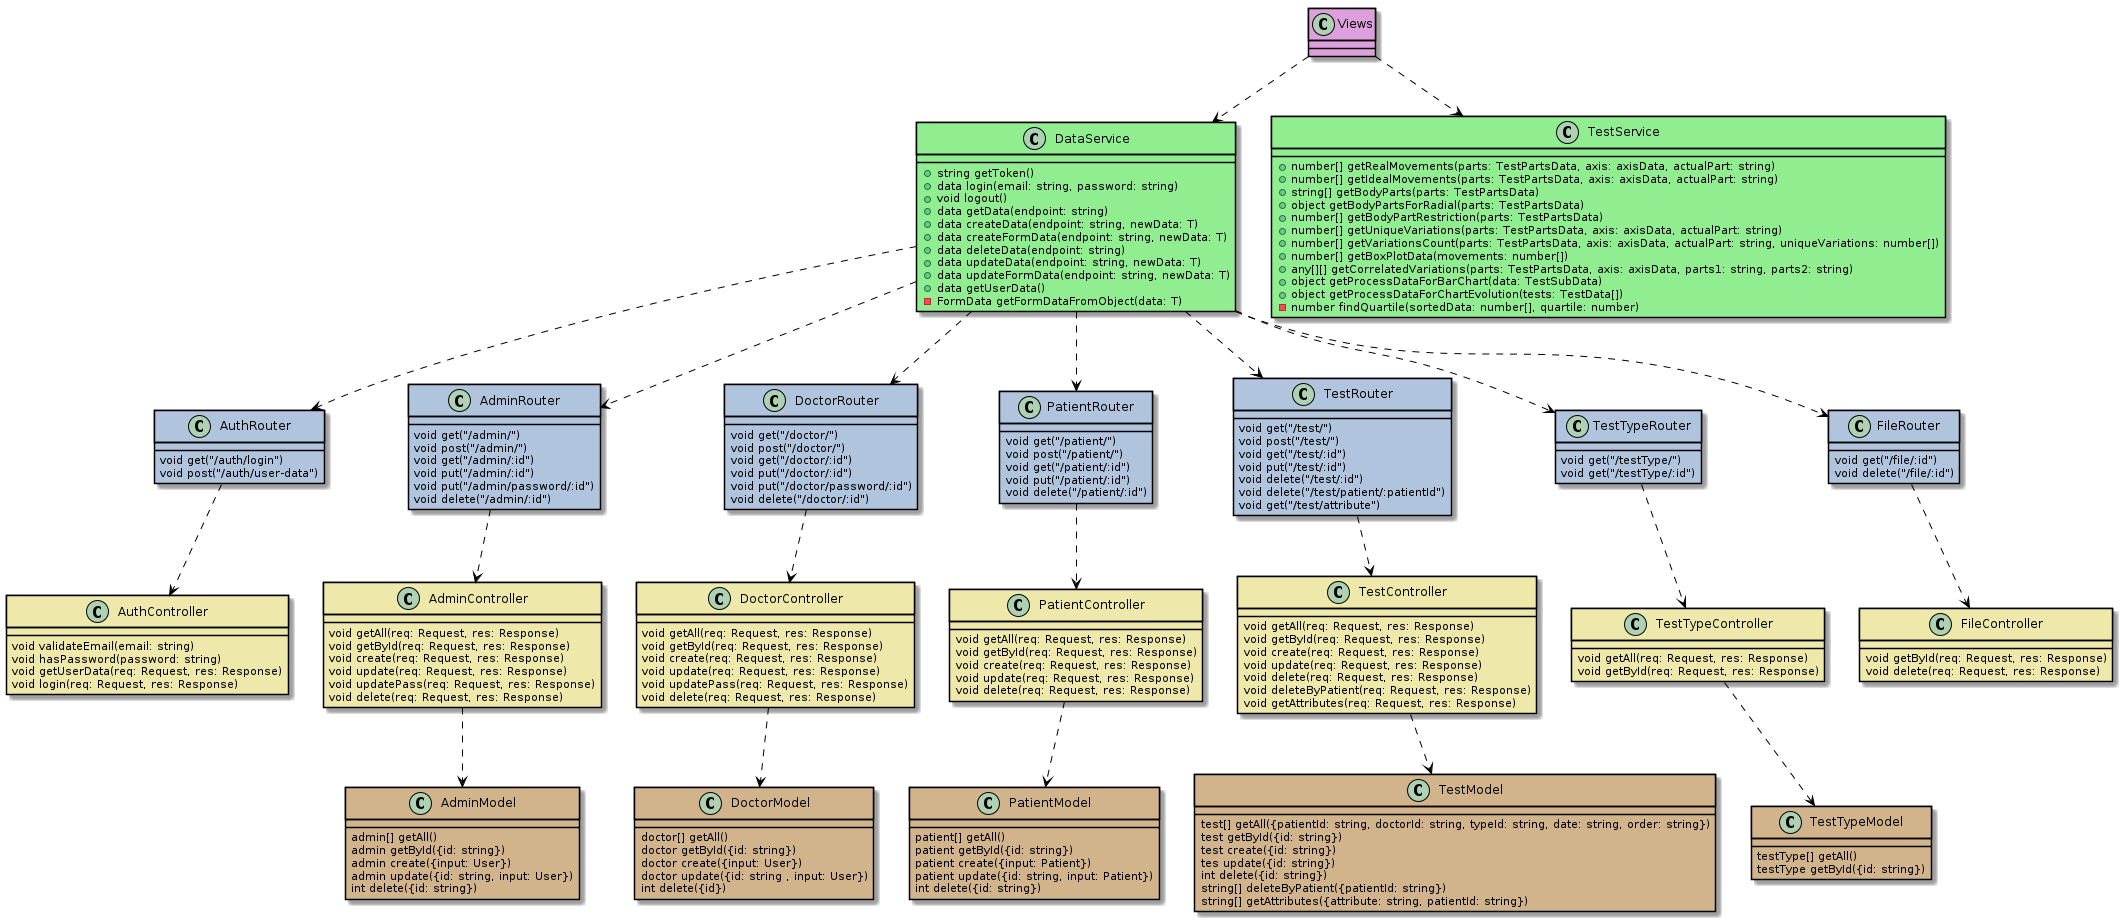 C Views
C DataService
string getToken()
data login(email: string, password: string)
void logout()
data getData(endpoint: string)
data createData(endpoint: string, newData: T)
data createFormData(endpoint: string, newData: T)
data deleteData(endpoint: string)
data updateData(endpoint: string, newData: T)
data updateFormData(endpoint: string, newData: T)
data getUserData()
FormData getFormDataFromObject(data: T)
C TestService
number[] getRealMovements(parts: TestPartsData, axis: axisData, actualPart: string)
number[] getIdealMovements(parts: TestPartsData, axis: axisData, actualPart: string)
string[] getBodyParts(parts: TestPartsData)
object getBodyPartsForRadial(parts: TestPartsData)
number[] getBodyPartRestriction(parts: TestPartsData)
number[] getUniqueVariations(parts: TestPartsData, axis: axisData, actualPart: string)
number[] getVariationsCount(parts: TestPartsData, axis: axisData, actualPart: string, uniqueVariations: number[])
number[] getBoxPlotData(movements: number[])
any[][] getCorrelatedVariations(parts: TestPartsData, axis: axisData, parts1: string, parts2: string)
object getProcessDataForBarChart(data: TestSubData)
object getProcessDataForChartEvolution(tests: TestData[])
number findQuartile(sortedData: number[], quartile: number)
C AuthRouter
void get("/auth/login")
void post("/auth/user-data")
C AdminRouter
void get("/admin/")
void post("/admin/")
void get("/admin/:id")
void put("/admin/:id")
void put("/admin/password/:id")
void delete("/admin/:id")
C DoctorRouter
void get("/doctor/")
void post("/doctor/")
void get("/doctor/:id")
void put("/doctor/:id")
void put("/doctor/password/:id")
void delete("/doctor/:id")
C PatientRouter
void get("/patient/")
void post("/patient/")
void get("/patient/:id")
void put("/patient/:id")
void delete("/patient/:id")
C TestRouter
void get("/test/")
void post("/test/")
void get("/test/:id")
void put("/test/:id")
void delete("/test/:id")
void delete("/test/patient/:patientId")
void get("/test/attribute")
C TestTypeRouter
void get("/testType/")
void get("/testType/:id")
C FileRouter
void get("/file/:id")
void delete("/file/:id")
C AuthController
void validateEmail(email: string)
void hasPassword(password: string)
void getUserData(req: Request, res: Response)
void login(req: Request, res: Response)
C AdminController
void getAll(req: Request, res: Response)
void getById(req: Request, res: Response)
void create(req: Request, res: Response)
void update(req: Request, res: Response)
void updatePass(req: Request, res: Response)
void delete(req: Request, res: Response)
C DoctorController
void getAll(req: Request, res: Response)
void getById(req: Request, res: Response)
void create(req: Request, res: Response)
void update(req: Request, res: Response)
void updatePass(req: Request, res: Response)
void delete(req: Request, res: Response)
C PatientController
void getAll(req: Request, res: Response)
void getById(req: Request, res: Response)
void create(req: Request, res: Response)
void update(req: Request, res: Response)
void delete(req: Request, res: Response)
C TestController
void getAll(req: Request, res: Response)
void getById(req: Request, res: Response)
void create(req: Request, res: Response)
void update(req: Request, res: Response)
void delete(req: Request, res: Response)
void deleteByPatient(req: Request, res: Response)
void getAttributes(req: Request, res: Response)
C TestTypeController
void getAll(req: Request, res: Response)
void getById(req: Request, res: Response)
C FileController
void getById(req: Request, res: Response)
void delete(req: Request, res: Response)
C AdminModel
admin[] getAll()
admin getById({id: string})
admin create({input: User})
admin update({id: string, input: User})
int delete({id: string})
C DoctorModel
doctor[] getAll()
doctor getById({id: string})
doctor create({input: User})
doctor update({id: string , input: User})
int delete({id})
C PatientModel
patient[] getAll()
patient getById({id: string})
patient create({input: Patient})
patient update({id: string, input: Patient})
int delete({id: string})
C TestModel
test[] getAll({patientId: string, doctorId: string, typeId: string, date: string, order: string})
test getById({id: string})
test create({id: string})
tes update({id: string})
int delete({id: string})
string[] deleteByPatient({patientId: string})
string[] getAttributes({attribute: string, patientId: string})
C TestTypeModel
testType[] getAll()
testType getById({id: string})